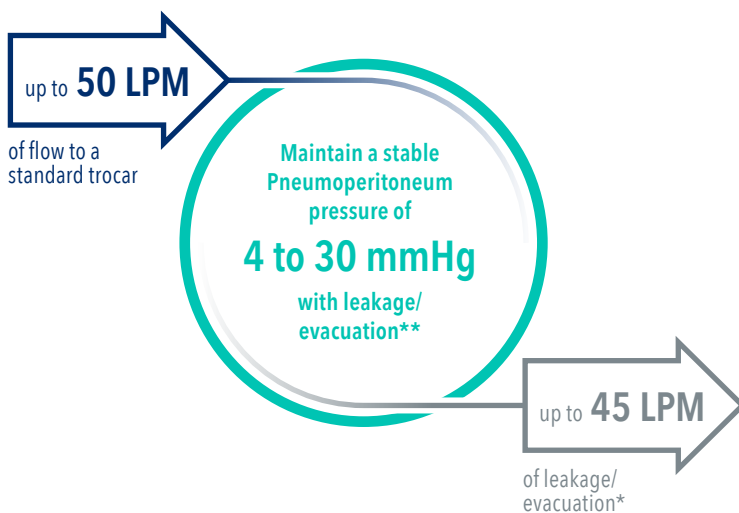 up to 50 LPM
of flow to a
standard trocar
Maintain a stable
Pneumoperitoneum
pressure of
4 to 30 mmHg
with leakage/
evacuation**
up to 45 LPM
of leakage/
evacuation*